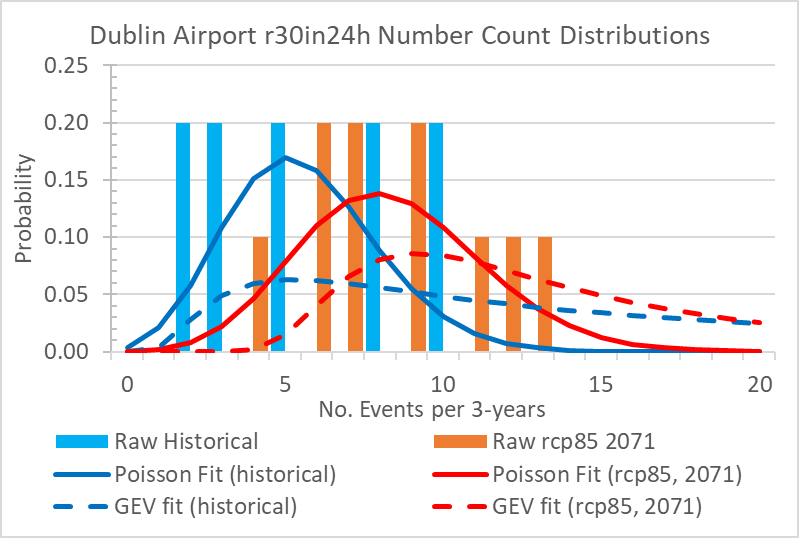 Dublin Airport r30in24h Number Count Distributions
0.25
0.20
0.15
0.10
0.05
0.00
Probability
0 5 10 15 20
No. Events per 3-years
Raw Historical Raw rcp85 2071
Poisson Fit (historical) Poisson Fit (rcp85, 2071)
GEV fit (historical) GEV fit (rcp85, 2071)